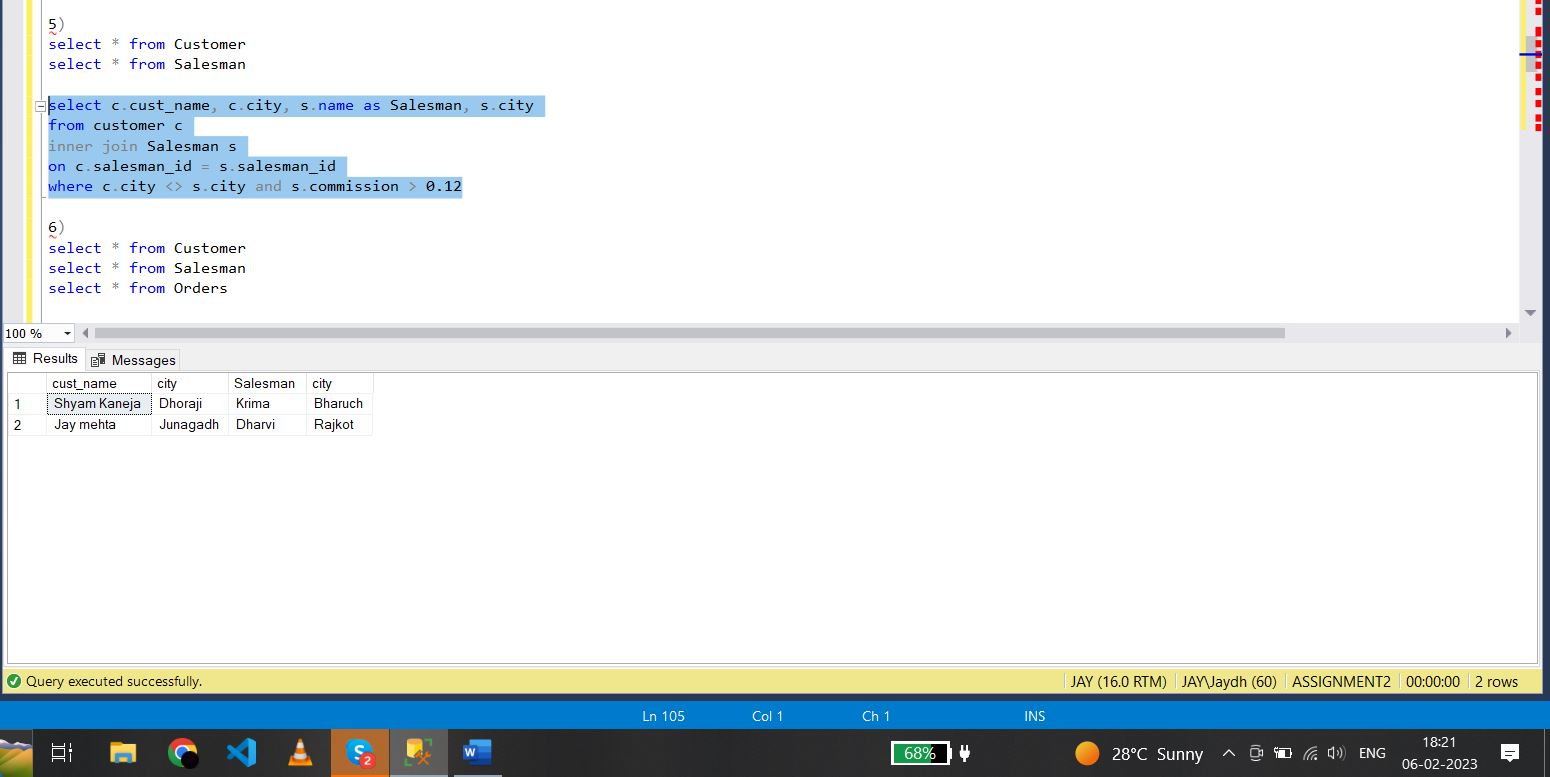 5)
select * from Customer
select * from Salesman
select c.cust_name, c.city, s.name as Salesman, s.city
from customer c
inner join Salesman s
on c.salesman_id = s.salesman_id
where c.city <> s.city and s.commission > 0.12
6)
select * from Customer
select * from Salesman
select * from Orders
100 %
Results Messages
cust_name city Salesman city
1 Shyam Kaneja Dhoraji Krima Bharuch
2 Jay mehta Junagadh Dharvi Rajkot
Query executed successfully. JAY (16.0 RTM) JAY\Jaydh (60) ASSIGNMENT2 00:00:00 2 rows
Ln 105 Col 1 Ch 1 INS
S 2 W 68% 28°C Sunny ENG 18:21
06-02-2023